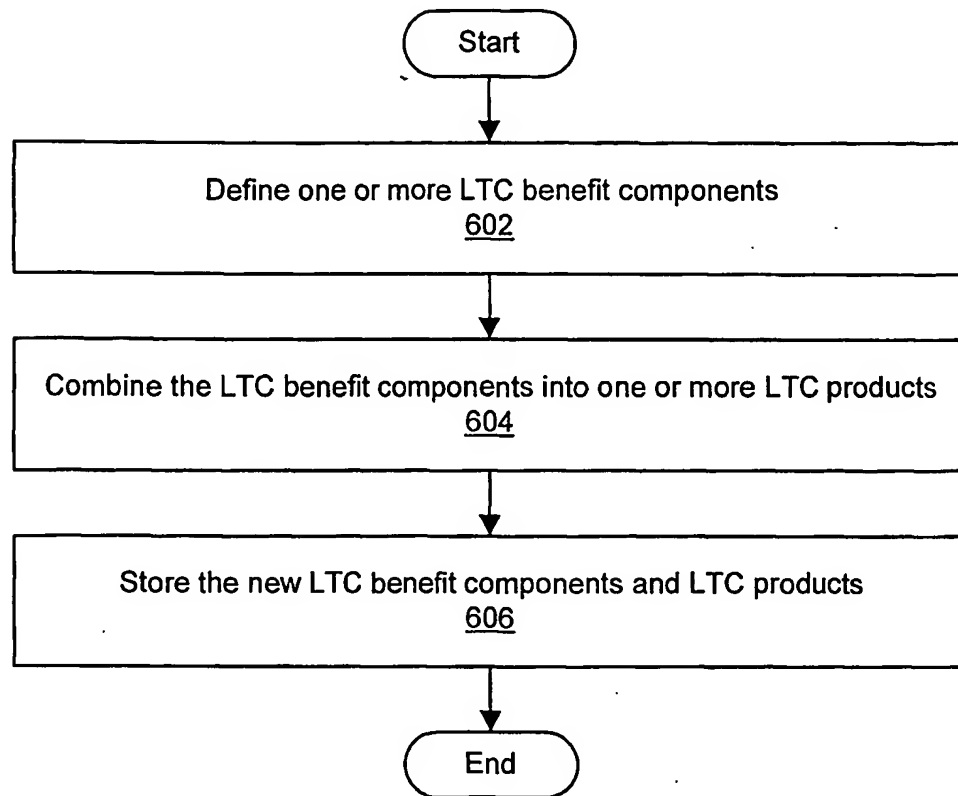 Start
Define one or more LTC benefit components
602
Combine the LTC benefit components into one or more LTC products
604
Store the new LTC benefit components and LTC products
606
End